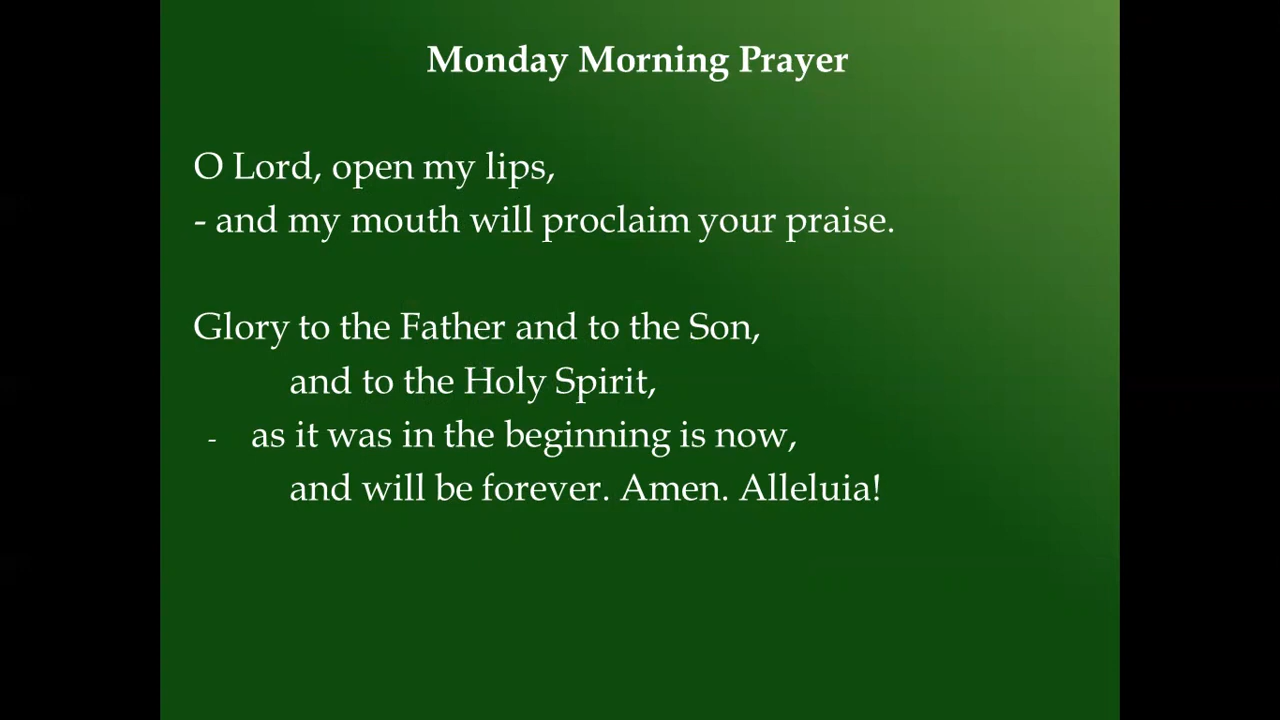 Monday Morning Prayer
O Lord, open my lips,
- and my mouth will proclaim your praise.
Glory to the Father and to the Son,
and to the Holy Spirit,
- as it was in the beginning is now,
and will be forever. Amen. Alleluia!